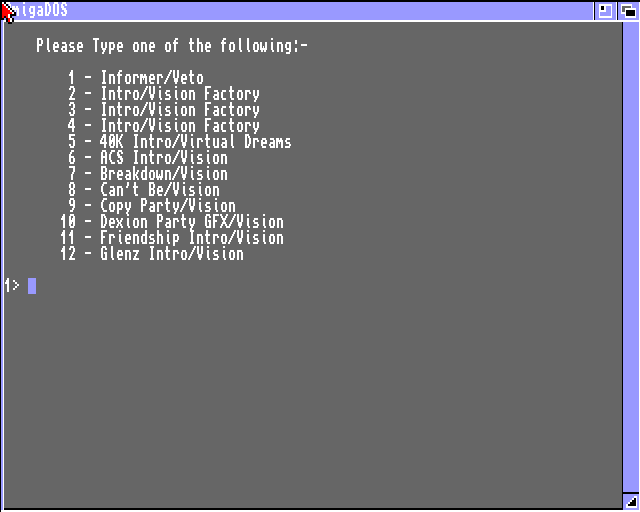 AmigaDOS
Please Type one of the following:-
1 - Informer/Veto
2 - Intro/Vision Factory
3 - Intro/Vision Factory
4 - Intro/Vision Factory
5 - 40K Intro/Virtual Dreams
6 - ACS Intro/Vision
7 - Breakdown/Vision
8 - Can't Be/Vision
9 - Copy Party/Vision
10 - Dexion Party GFX/Vision
11 - Friendship Intro/Vision
12 - Glenz Intro/Vision
1>